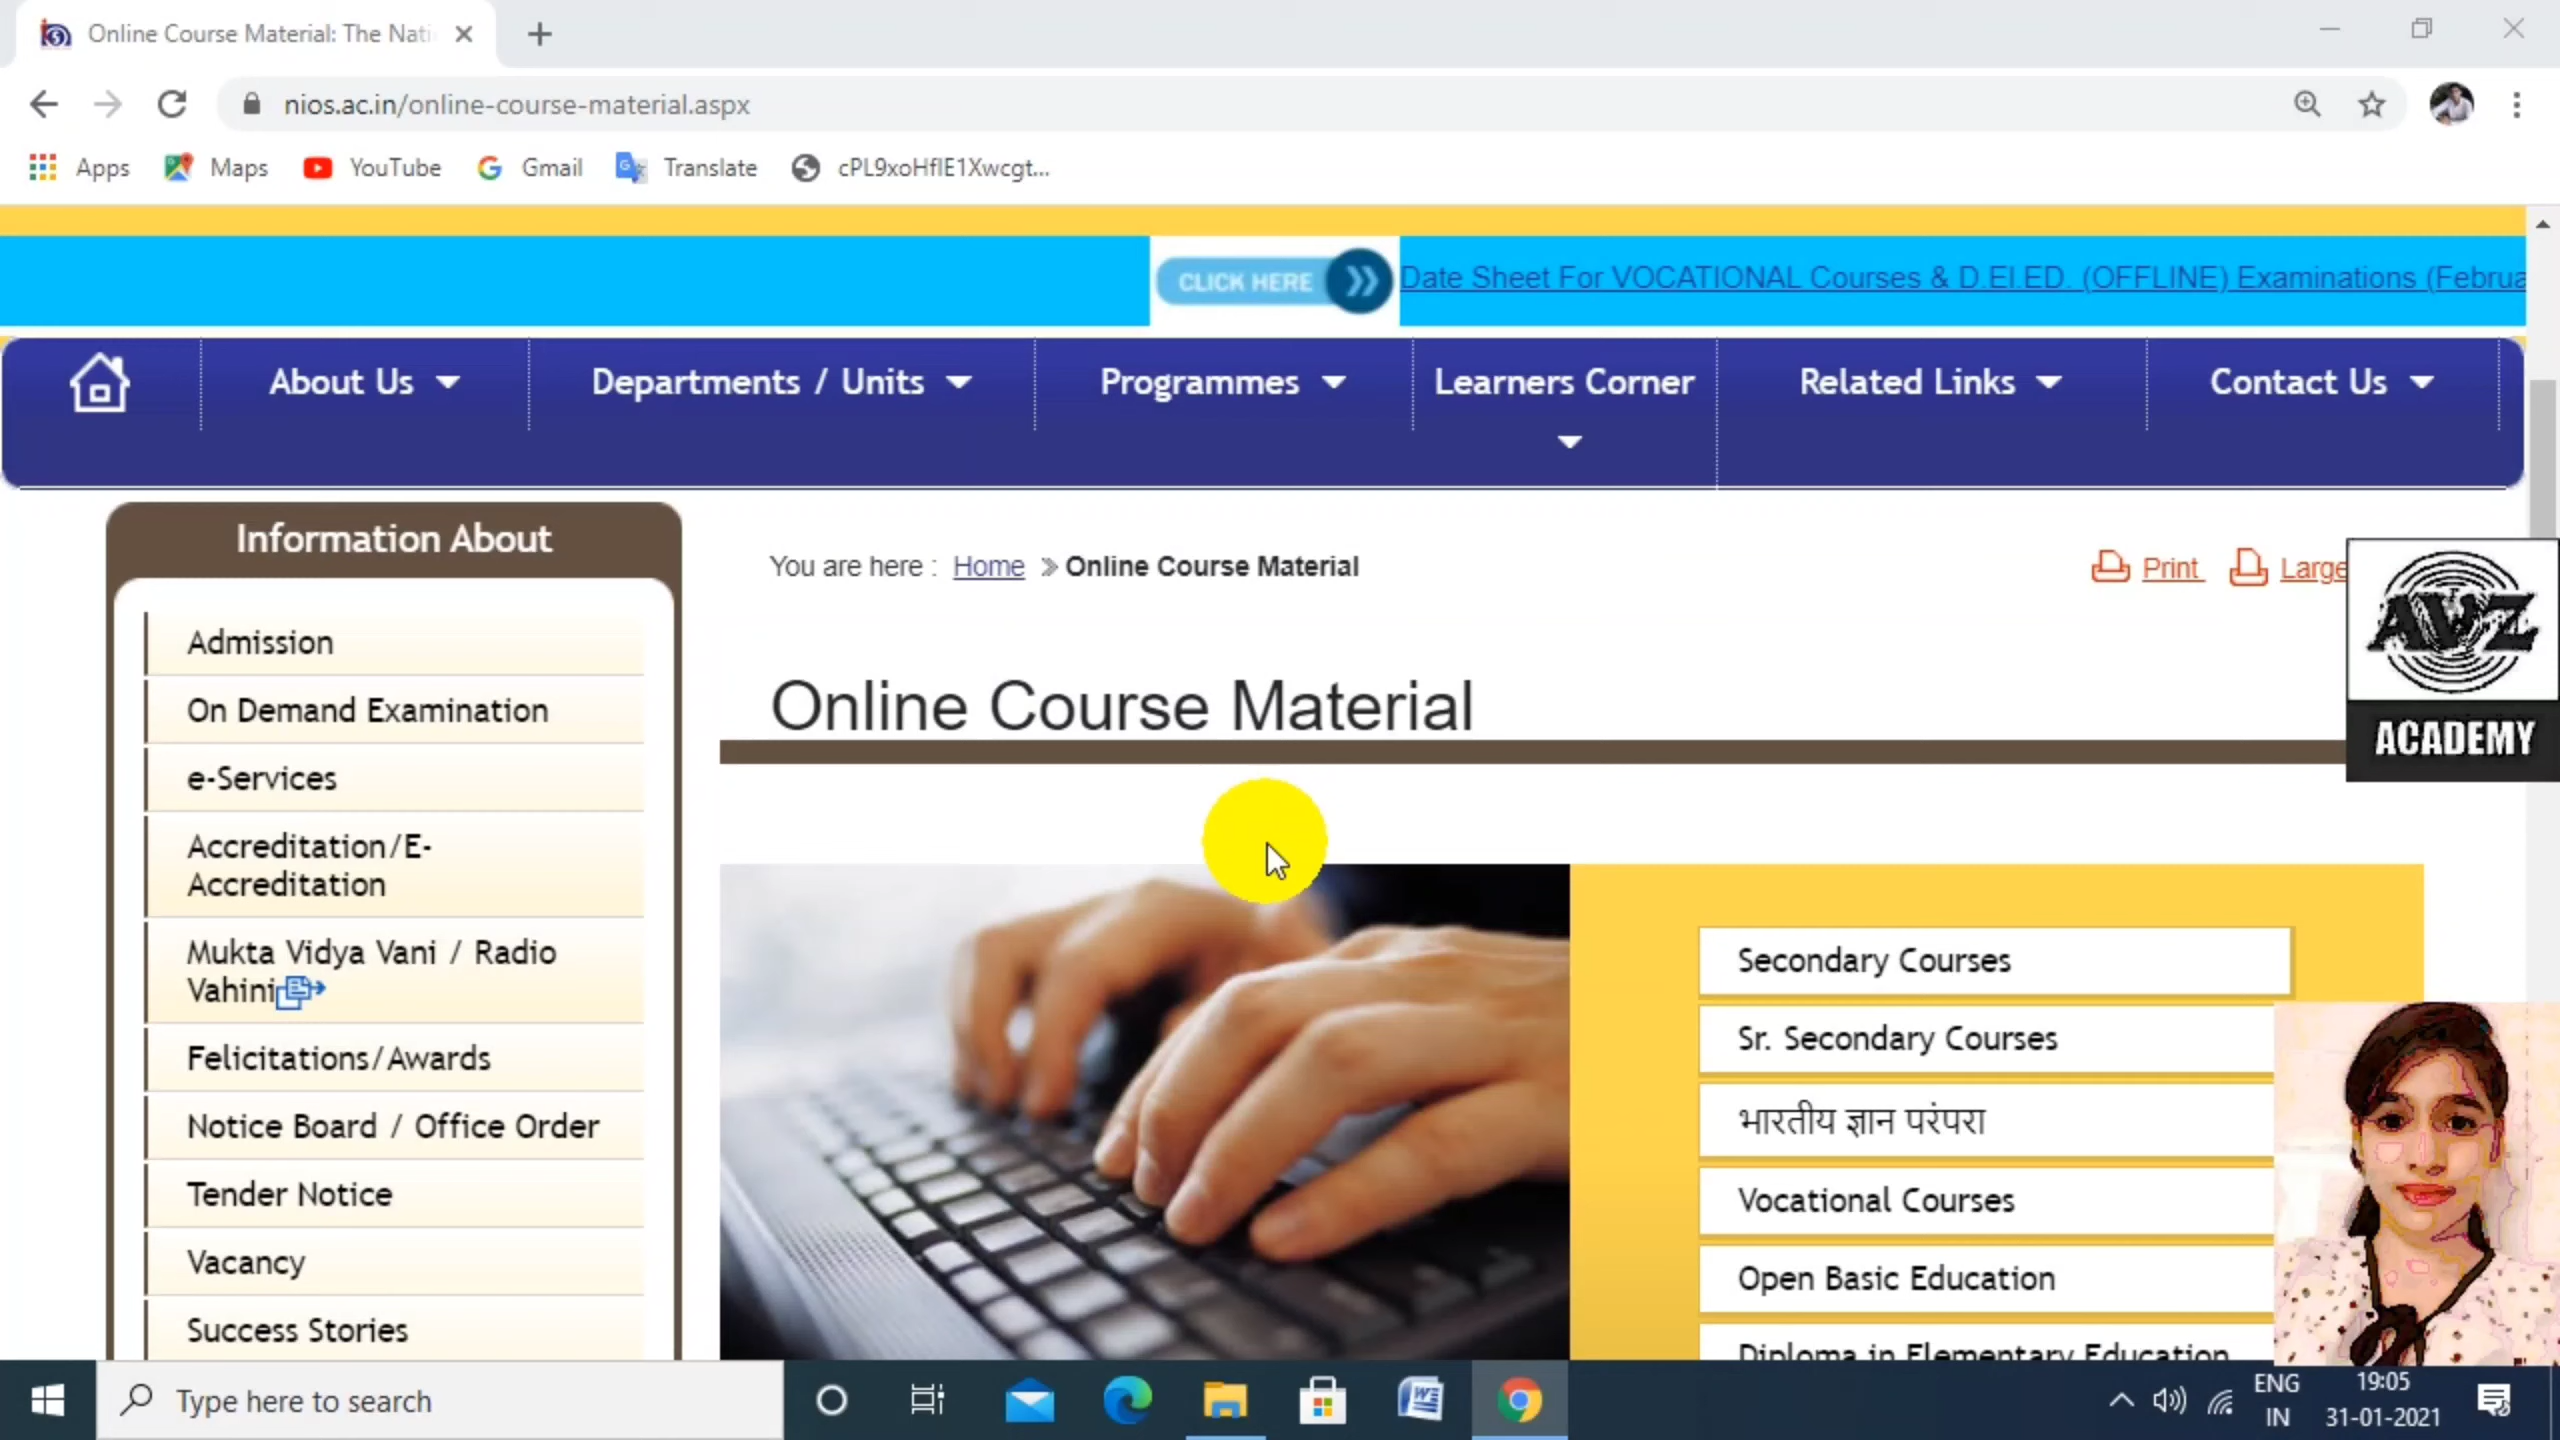 Online Course Material: The Nati
nios.ac.in/online-course-material.aspx
Apps Maps YouTube Gmail Translate cPL9xoHflE1Xwcgt...
CLICK HERE Date Sheet For VOCATIONAL Courses & D.El.ED. (OFFLINE) Examinations (Februa
About Us Departments / Units Programmes Learners Corner Related Links Contact Us
Information About
Admission
On Demand Examination
e-Services
Accreditation/E-
Accreditation
Mukta Vidya Vani / Radio
Vahini
Felicitations/Awards
Notice Board / Office Order
Tender Notice
Vacancy
Success Stories
You are here : Home » Online Course Material
Print Large
AWZ
ACADEMY
Online Course Material
Secondary Courses
Sr. Secondary Courses
भारतीय ज्ञान परंपरा
Vocational Courses
Open Basic Education
Diploma in Elementary Education
Type here to search
ENG
IN
19:05
31-01-2021